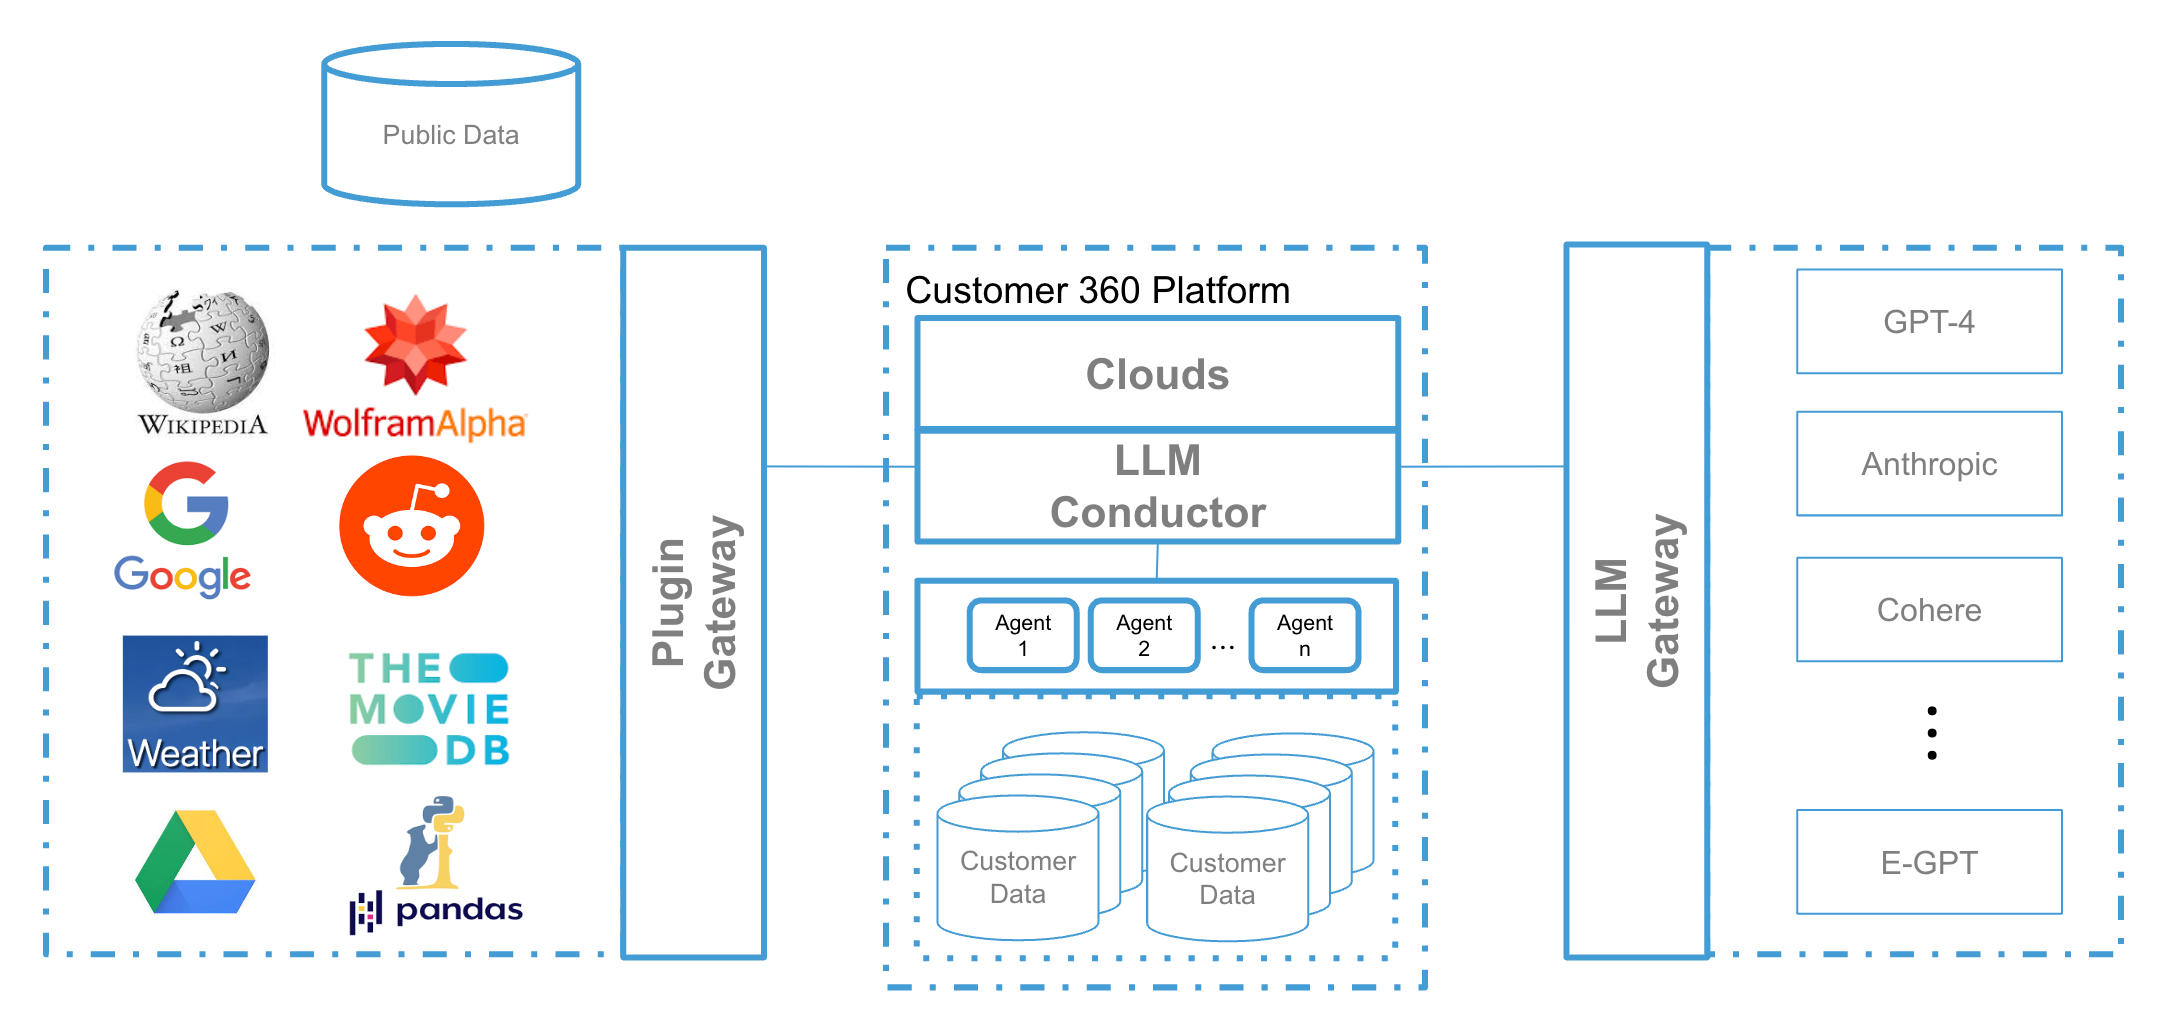 Public Data
WIKIPEDIA
WolframAlpha
Google
Weather
THE
MOVIE
DB
pandas
Plugin
Gateway
Customer 360 Platform
Clouds
LLM
Conductor
Agent
1
Agent
2
...
Agent
n
Customer
Data
Customer
Data
LLM
Gateway
GPT-4
Anthropic
Cohere
E-GPT